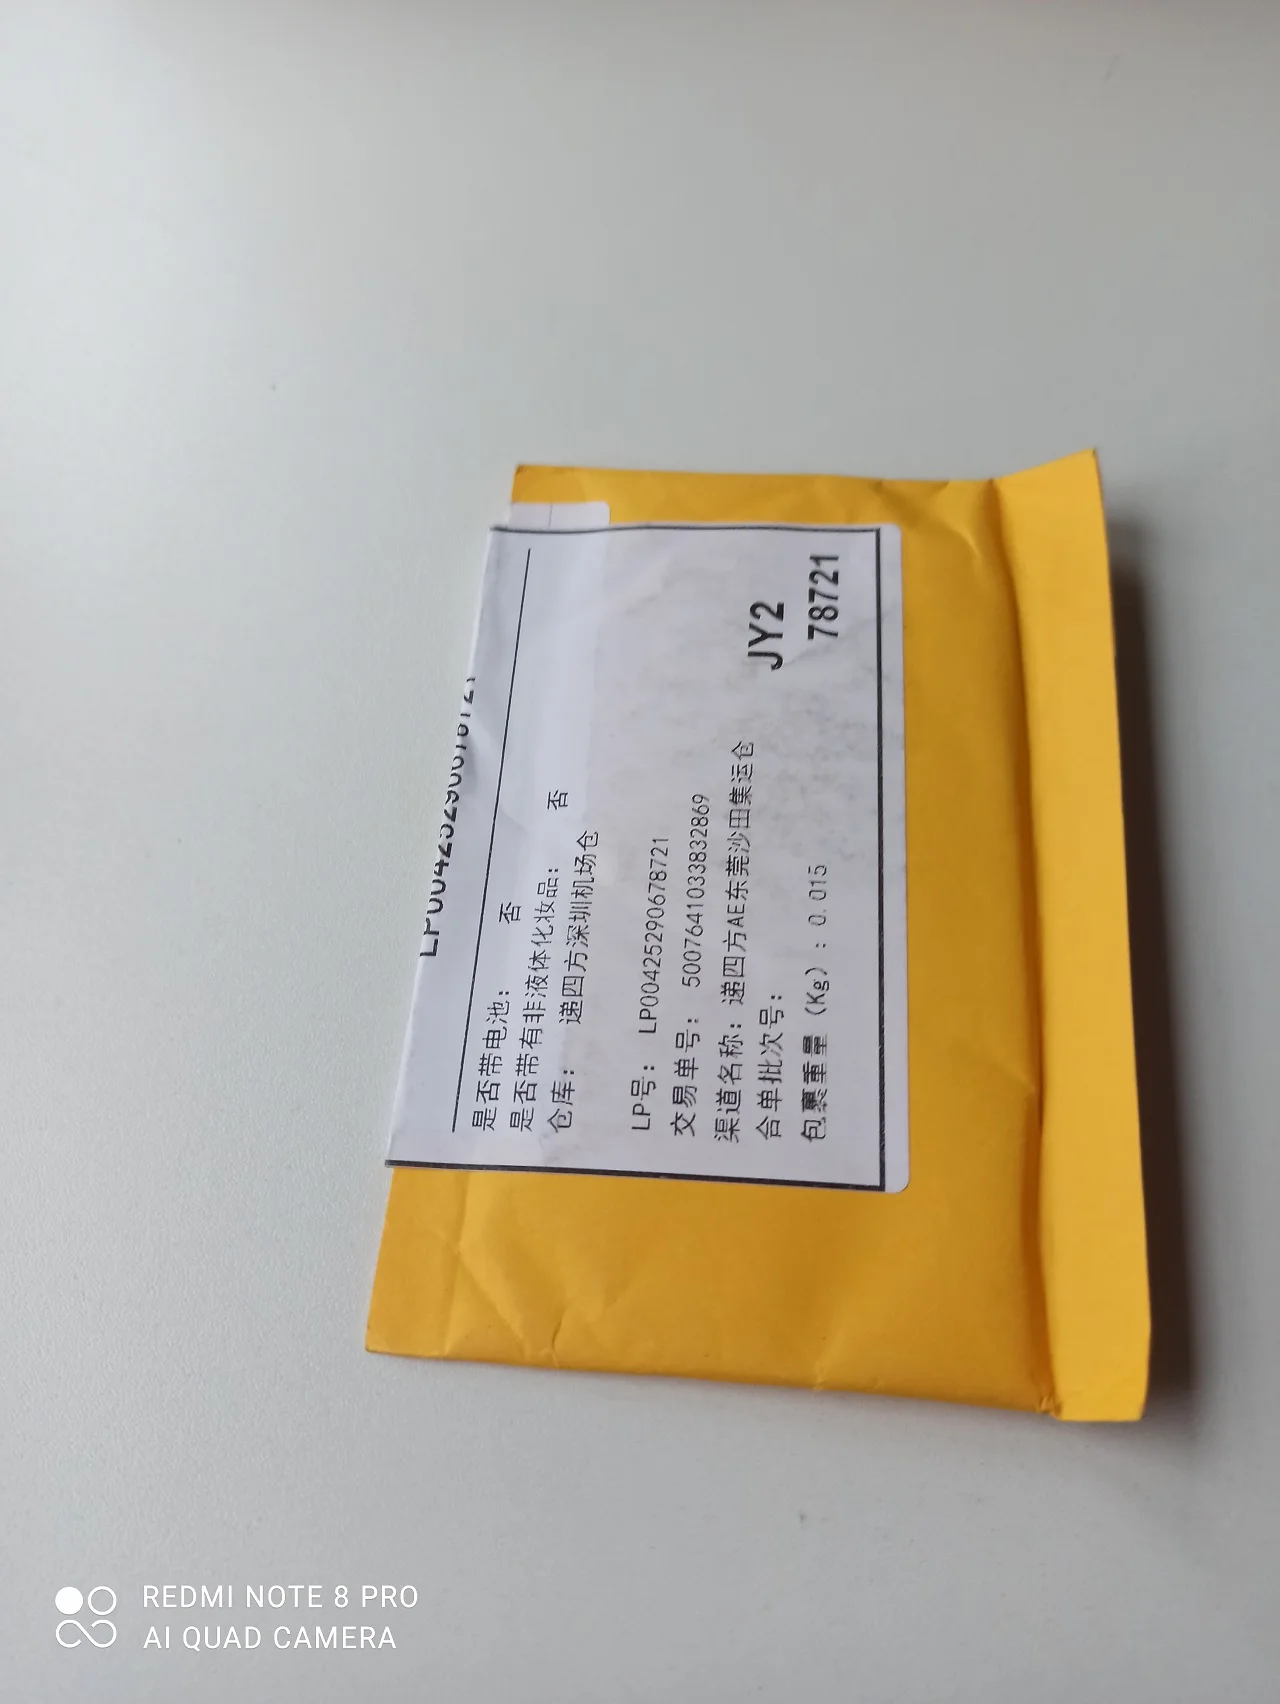 LP00425290678721
是否带电池： 否
是否带有非液体化妆品： 否
仓库： 递四方深圳机场仓
LP号： LP00425290678721
交易单号： 5007641033832869
渠道名称：递四方AE东莞沙田集运仓
合单批次号：
包裹重量（Kg）：0.015
JY2
78721
REDMI NOTE 8 PRO
AI QUAD CAMERA